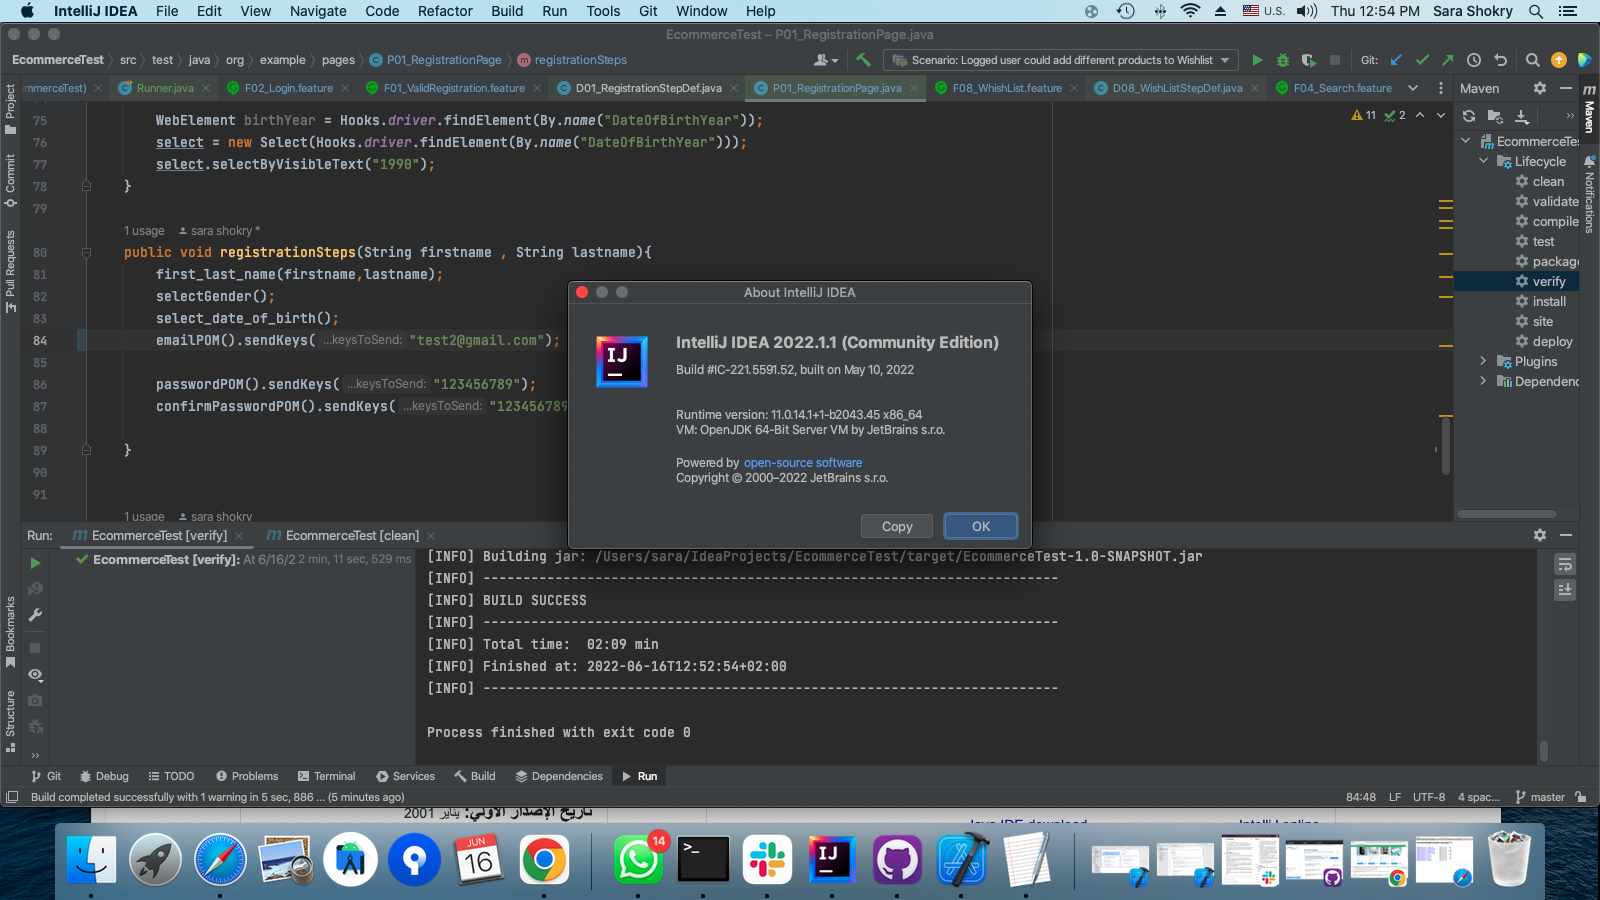 IntelliJ IDEA File Edit View Navigate Code Refactor Build Run Tools Git Window Help U.S. Thu 12:54 PM Sara Shokry
EcommerceTest – P01_RegistrationPage.java
EcommerceTest src test java org example pages P01_RegistrationPage registrationSteps Scenario: Logged user could add different products to Wishlist Git:
mmerceTest) Runner.java F02_Login.feature F01_ValidRegistration.feature D01_RegistrationStepDef.java P01_RegistrationPage.java F08_WhishList.feature D08_WishListStepDef.java F04_Search.feature Maven
Project
Commit
Pull Requests
Bookmarks
Structure
75 WebElement birthYear = Hooks.driver.findElement(By.name("DateOfBirthYear"));
76 select = new Select(Hooks.driver.findElement(By.name("DateOfBirthYear")));
77 select.selectByVisibleText("1990");
78 }
79
1 usage sara shokry *
80 public void registrationSteps(String firstname , String lastname){
81 first_last_name(firstname,lastname);
82 selectGender();
83 select_date_of_birth();
84 emailPOM().sendKeys( ...keysToSend: "test2@gmail.com");
85
86 passwordPOM().sendKeys( ...keysToSend: "123456789");
87 confirmPasswordPOM().sendKeys( ...keysToSend: "123456789
88
89 }
90
91
1 usage sara shokry
11 2
EcommerceTes
Lifecycle
clean
validate
compile
test
package
verify
install
site
deploy
Plugins
Dependenc
Maven
Notifications
About IntelliJ IDEA
IJ
IntelliJ IDEA 2022.1.1 (Community Edition)
Build #IC-221.5591.52, built on May 10, 2022
Runtime version: 11.0.14.1+1-b2043.45 x86_64
VM: OpenJDK 64-Bit Server VM by JetBrains s.r.o.
Powered by open-source software
Copyright © 2000–2022 JetBrains s.r.o.
Copy OK
Run: EcommerceTest [verify] EcommerceTest [clean]
EcommerceTest [verify]: At 6/16/2 2 min, 11 sec, 529 ms
[INFO] Building jar: /Users/sara/IdeaProjects/EcommerceTest/target/EcommerceTest-1.0-SNAPSHOT.jar
[INFO] ------------------------------------------------------------------------
[INFO] BUILD SUCCESS
[INFO] ------------------------------------------------------------------------
[INFO] Total time:  02:09 min
[INFO] Finished at: 2022-06-16T12:52:54+02:00
[INFO] ------------------------------------------------------------------------
Process finished with exit code 0
Git Debug TODO Problems Terminal Services Build Dependencies Run
Build completed successfully with 1 warning in 5 sec, 886 ... (5 minutes ago) 84:48 LF UTF-8 4 spac... master
تاريخ الإصدار الأولي: يناير 2001
Java IDE download
JUN
16
14
>_
IJ